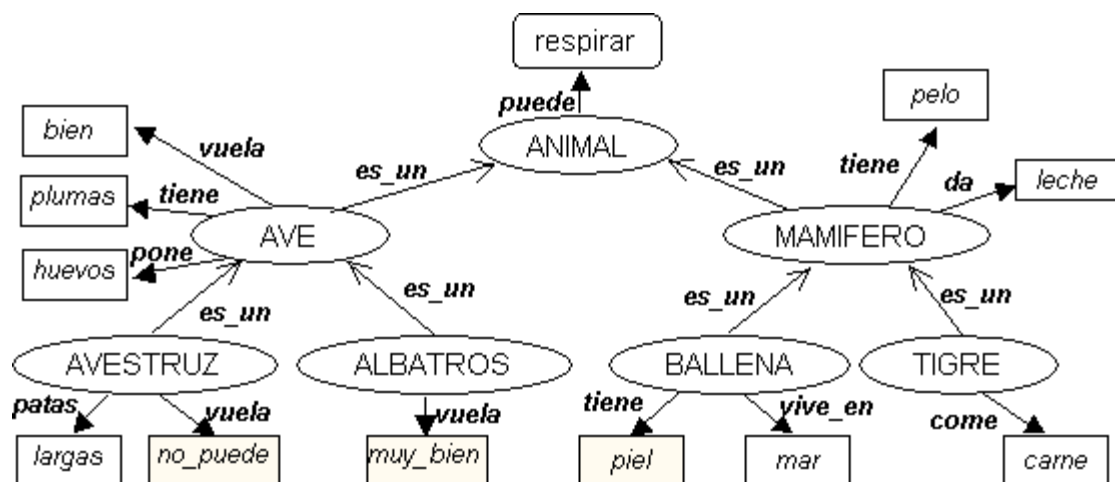 respirar
puede
pelo
bien
vuela
ANIMAL
es_un
es_un
tiene
da
leche
plumas
tiene
AVE
MAMIFERO
huevos
pone
es_un
es_un
es_un
es_un
AVESTRUZ
ALBATROS
BALLENA
TIGRE
patas
vuela
vuela
tiene
vive_en
come
largas
no_puede
muy_bien
piel
mar
carne